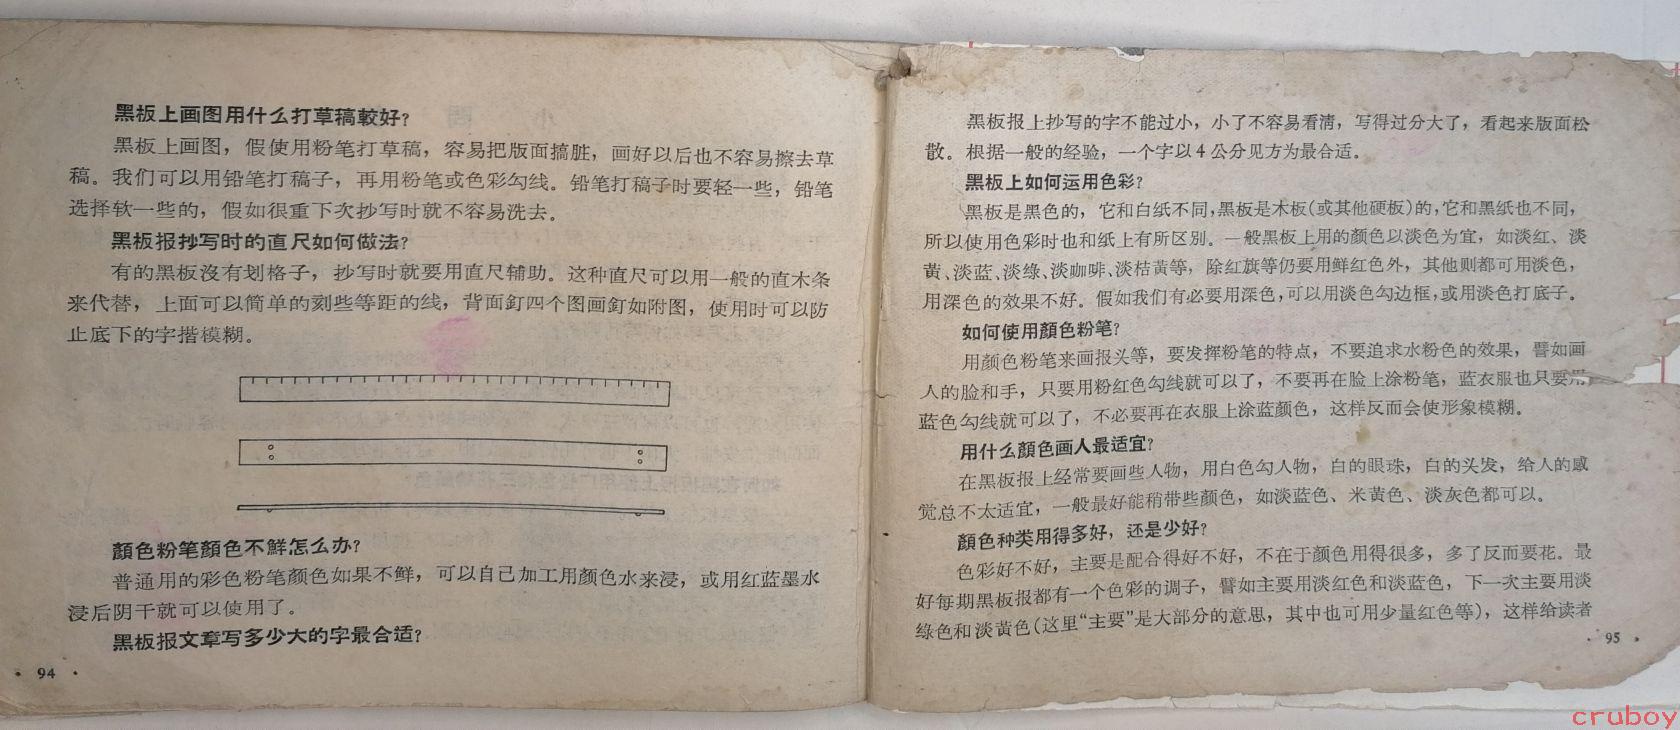 黑板上画图用什么打草稿較好？
黑板上画图，假使用粉笔打草稿，容易把版面搞脏，画好以后也不容易擦去草
稿。我们可以用铅笔打稿子，再用粉笔或色彩勾线。铅笔打稿子时要轻一些，铅笔
选择软一些的，假如很重下次抄写时就不容易洗去。
黑板报抄写时的直尺如何做法？
有的黑板沒有划格子，抄写时就要用直尺辅助。这种直尺可以用一般的直木条
来代替，上面可以简单的刻些等距的线，背面釘四个图画釘如附图，使用时可以防
止底下的字揩模糊。
顏色粉笔顏色不鮮怎么办？
普通用的彩色粉笔颜色如果不鲜，可以自己加工用颜色水来浸，或用红蓝墨水
浸后阴干就可以使用了。
黑板报文章写多少大的字最合适？
· 94 ·
黑板报上抄写的字不能过小，小了不容易看清，写得过分大了，看起来版面松
散。根据一般的经验，一个字以4公分见方为最合适。
黑板上如何运用色彩？
黑板是黑色的，它和白纸不同，黑板是木板（或其他硬板）的，它和黑纸也不同，
所以使用色彩时也和纸上有所区别。一般黑板上用的颜色以淡色为宜，如淡红、淡
黄、淡蓝、淡綠、淡咖啡、淡桔黄等，除红旗等仍要用鲜红色外，其他则都可用淡色，
用深色的效果不好。假如我们有必要用深色，可以用淡色勾边框，或用淡色打底子。
如何使用顏色粉笔？
用颜色粉笔来画报头等，要发挥粉笔的特点，不要追求水粉色的效果，譬如画
人的脸和手，只要用粉红色勾线就可以了，不要再在脸上涂粉笔，蓝衣服也只要用
蓝色勾线就可以了，不必要再在衣服上涂蓝颜色，这样反而会使形象模糊。
用什么顏色画人最适宜？
在黑板报上经常要画些人物，用白色勾人物，白的眼珠，白的头发，给人的感
觉总不太适宜，一般最好能稍带些颜色，如淡蓝色、米黄色、淡灰色都可以。
顏色种类用得多好，还是少好？
色彩好不好，主要是配合得好不好，不在于颜色用得很多，多了反而要花。最
好每期黑板报都有一个色彩的调子，譬如主要用淡红色和淡蓝色，下一次主要用淡
綠色和淡黄色（这里“主要”是大部分的意思，其中也可用少量红色等），这样给读者
· 95 ·
cruboy